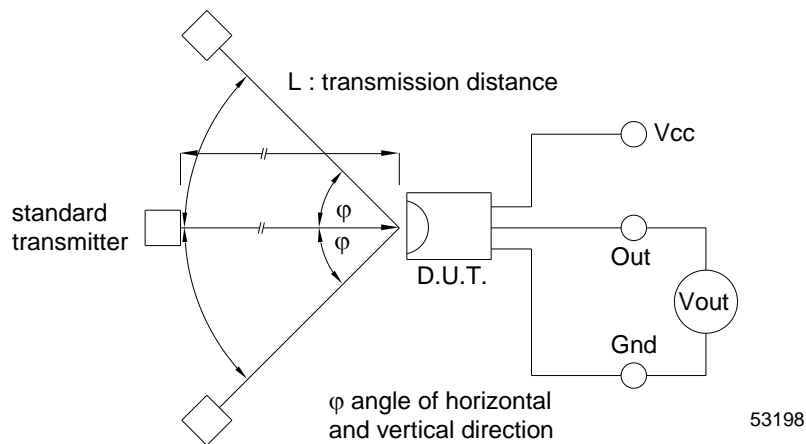 L : transmission distance
Vcc
standard
transmitter
φ
φ
D.U.T.
Out
Vout
Gnd
φ angle of horizontal
and vertical direction
53198